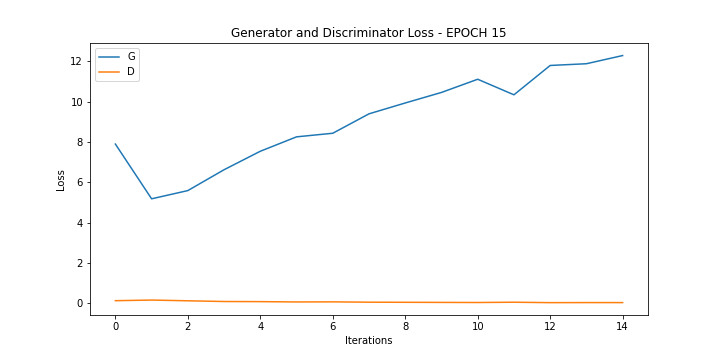 Generator and Discriminator Loss - EPOCH 15
G
D
12
10
8
6
4
2
0
Loss
0 2 4 6 8 10 12 14
Iterations